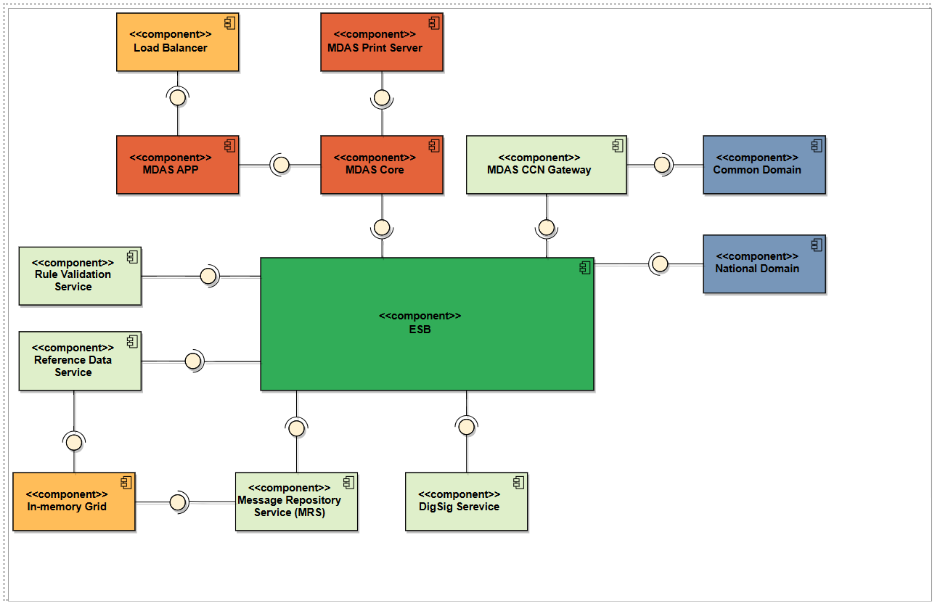 <<component>>
Load Balancer
<<component>>
MDAS Print Server
<<component>>
MDAS APP
<<component>>
MDAS Core
<<component>>
MDAS CCN Gateway
<<component>>
Common Domain
<<component>>
Rule Validation
Service
<<component>>
ESB
<<component>>
National Domain
<<component>>
Reference Data
Service
<<component>>
In-memory Grid
<<component>>
Message Repository
Service (MRS)
<<component>>
DigSig Serevice